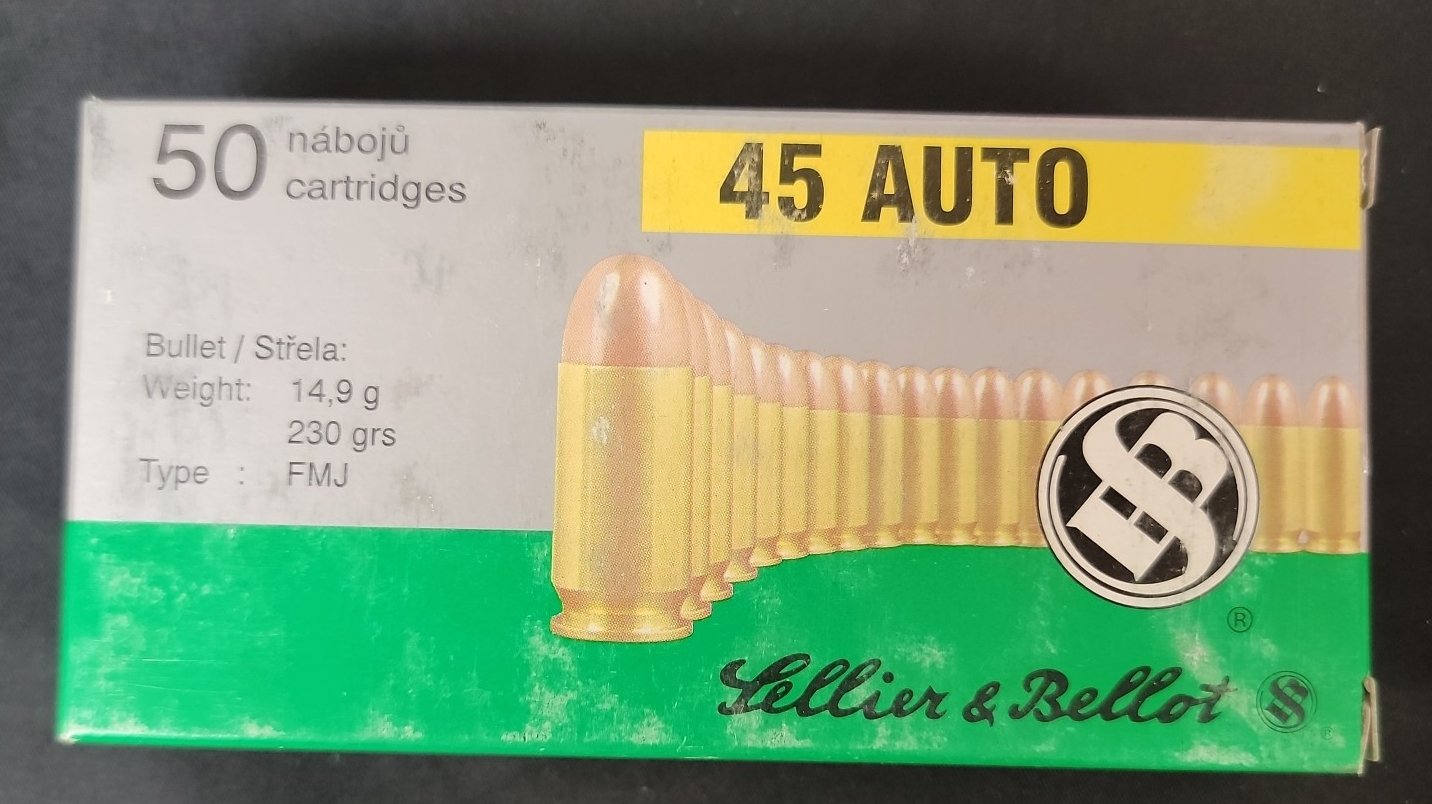 50 nábojů
cartridges
45 AUTO
Bullet / Střela:
Weight: 14,9 g
230 grs
Type : FMJ
SB
®
Sellier & Bellot
S
®